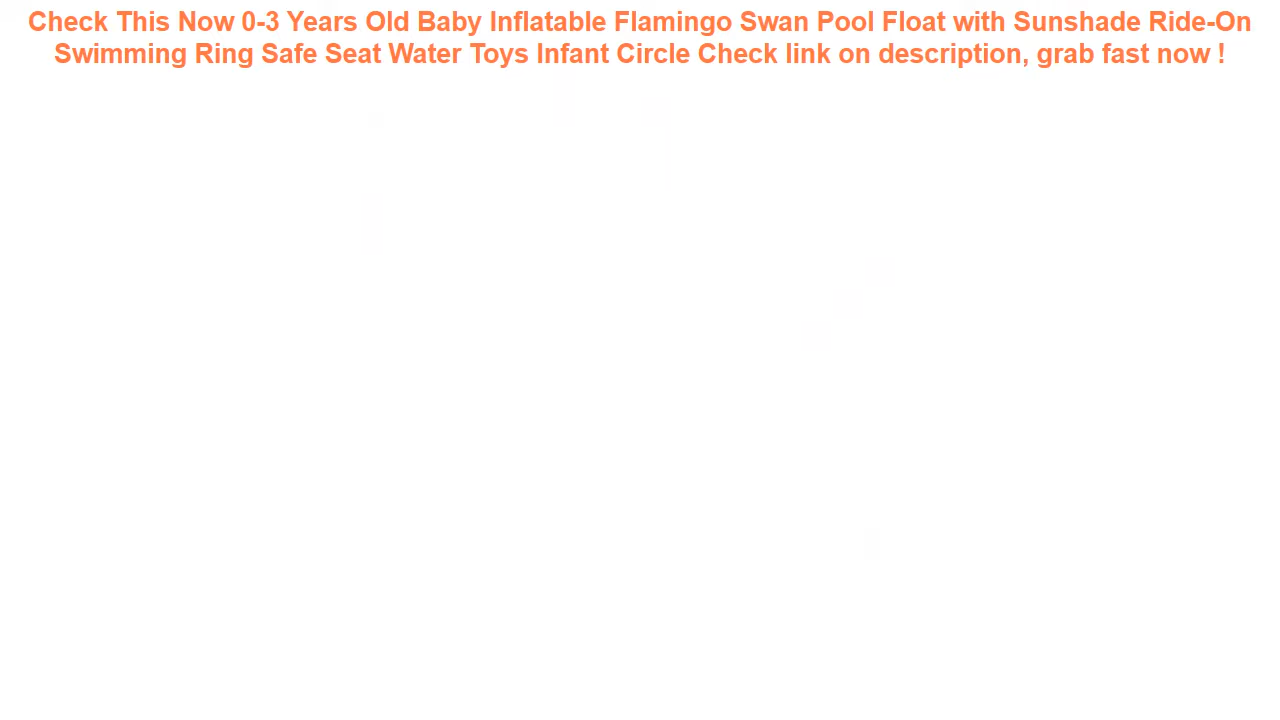 Check This Now 0-3 Years Old Baby Inflatable Flamingo Swan Pool Float with Sunshade Ride-On
Swimming Ring Safe Seat Water Toys Infant Circle Check link on description, grab fast now !